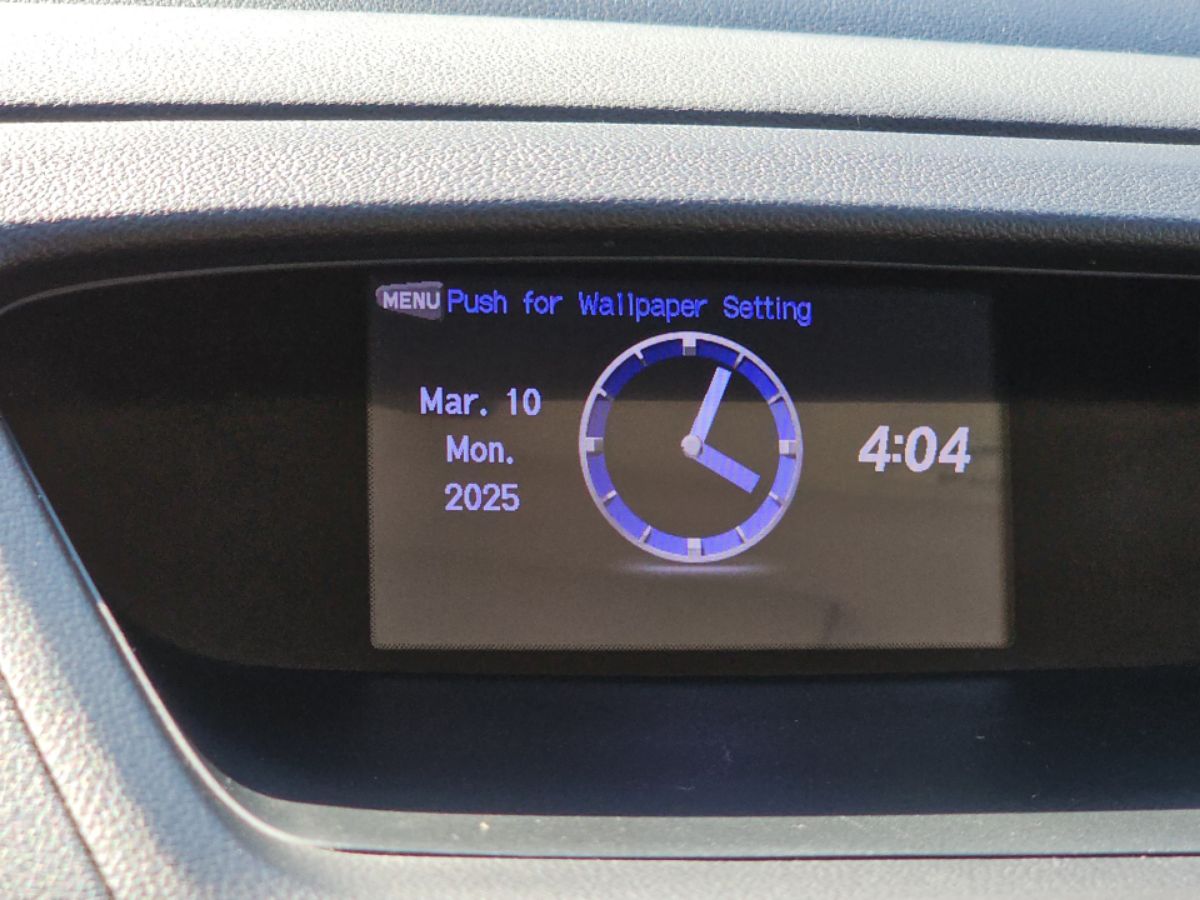 MENU Push for Wallpaper Setting
Mar. 10
Mon.
2025
4:04